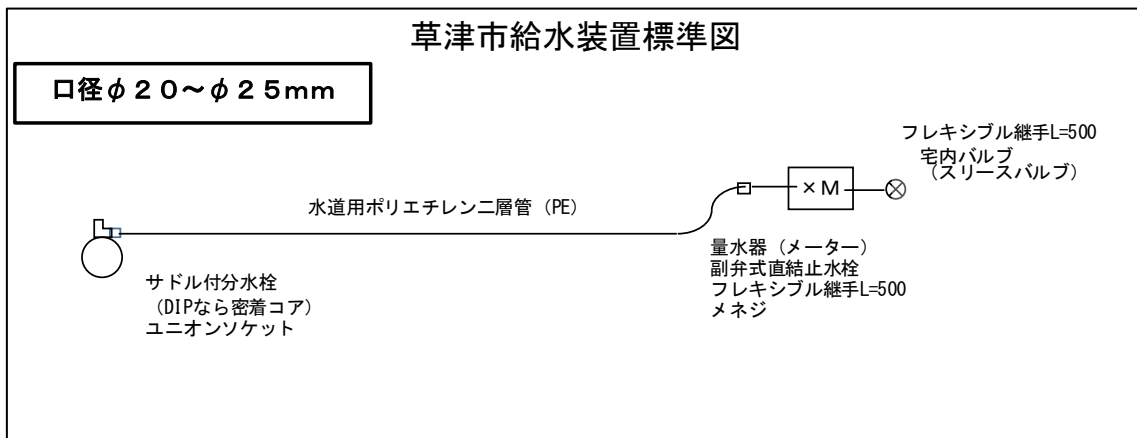 草津市給水装置標準図
口径φ２０～φ２５mm
フレキシブル継手L=500
宅内バルブ
（スリースバルブ）
×M
水道用ポリエチレン二層管（PE）
量水器（メーター）
副弁式直結止水栓
フレキシブル継手L=500
メネジ
サドル付分水栓
（DIPなら密着コア）
ユニオンソケット